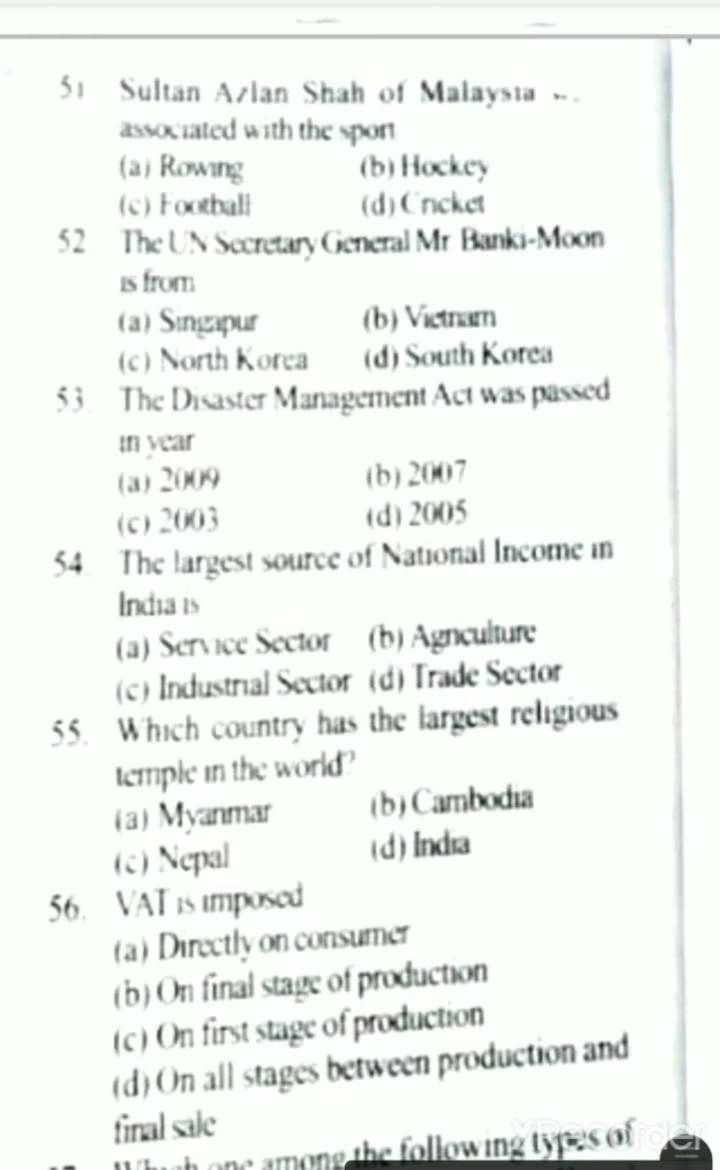 51 Sultan Azlan Shah of Malaysia
associated with the sport
(a) Rowing (b) Hockey
(c) Football (d) Cricket
52 The UN Secretary General Mr Banki-Moon
is from
(a) Singapur (b) Vietnam
(c) North Korea (d) South Korea
53. The Disaster Management Act was passed
in year
(a) 2009 (b) 2007
(c) 2003 (d) 2005
54. The largest source of National Income in
India is
(a) Service Sector (b) Agriculture
(c) Industrial Sector (d) Trade Sector
55. Which country has the largest religious
temple in the world?
(a) Myanmar (b) Cambodia
(c) Nepal (d) India
56. VAT is imposed
(a) Directly on consumer
(b) On final stage of production
(c) On first stage of production
(d) On all stages between production and
final sale
Which one among the following types of
XRecorder